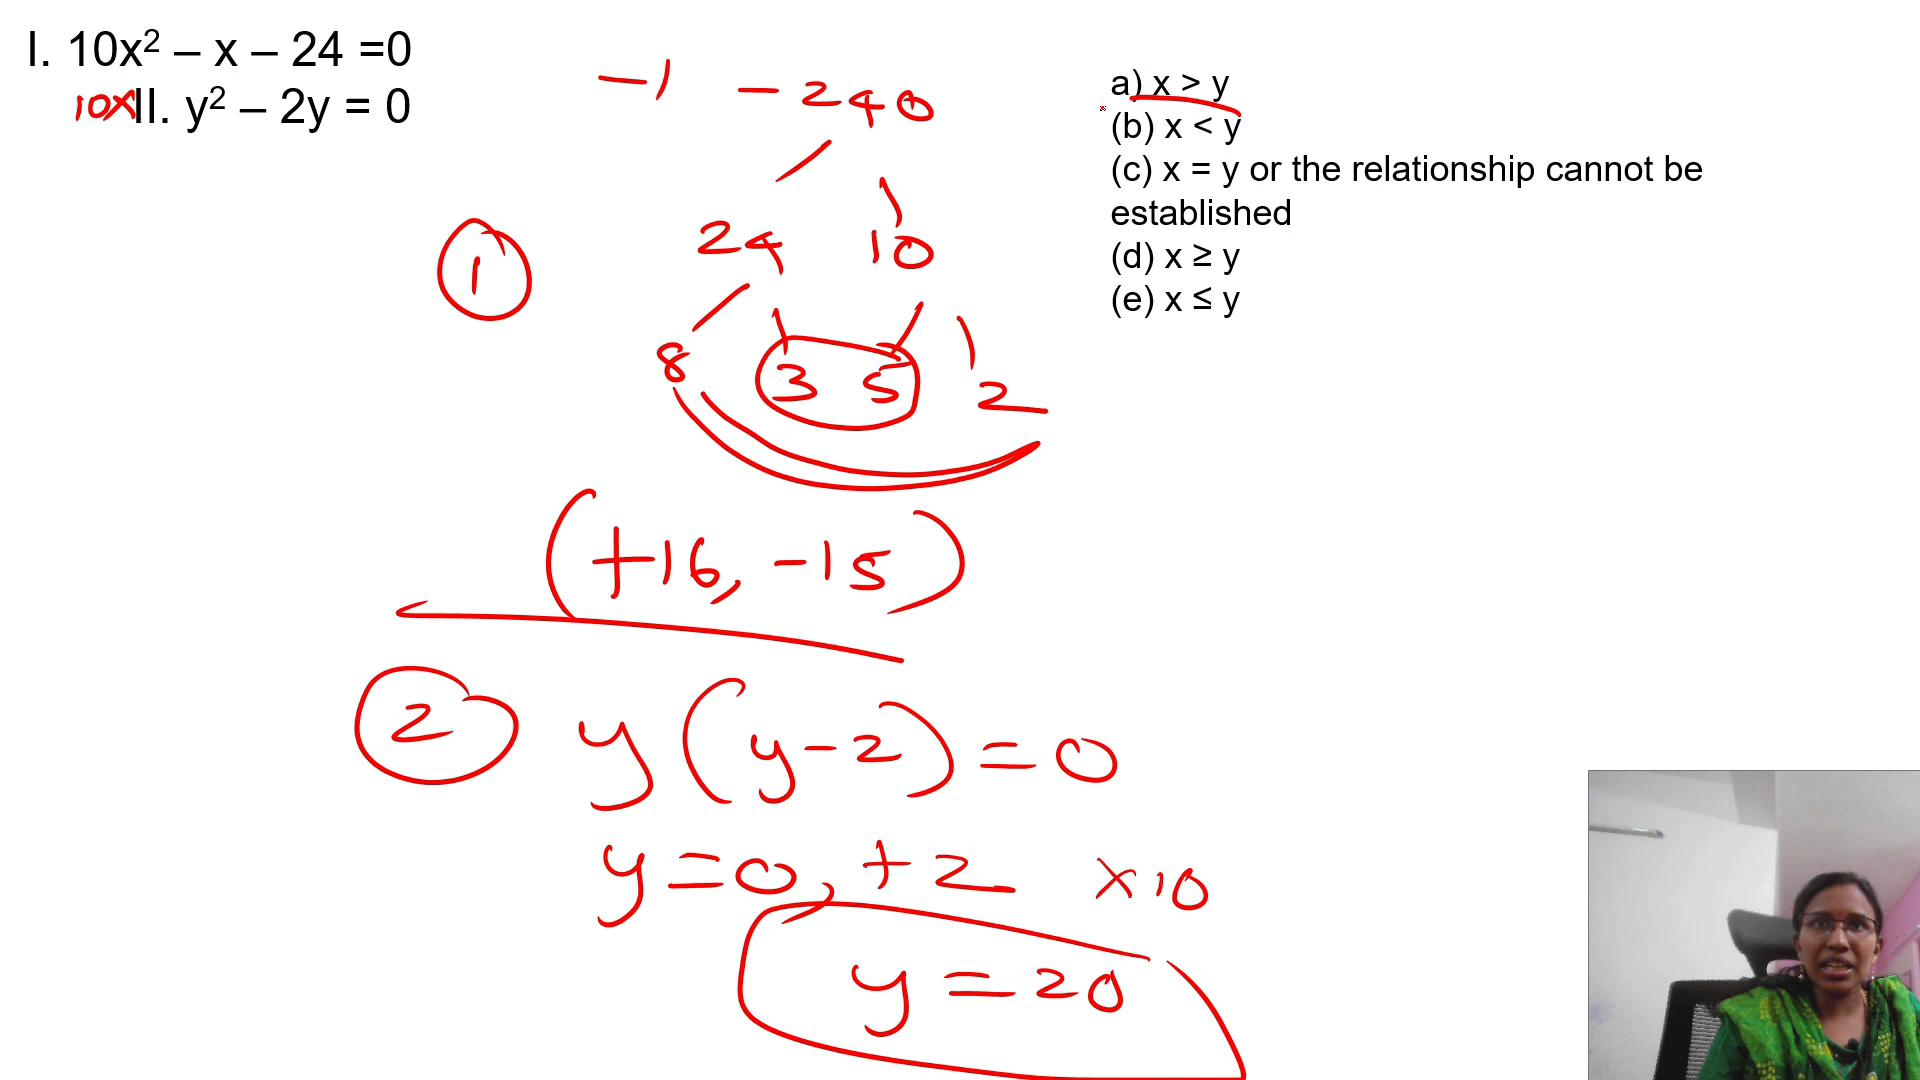 I. 10x² – x – 24 =0
10x II. y² – 2y = 0
a) x > y
(b) x < y
(c) x = y or the relationship cannot be
established
(d) x ≥ y
(e) x ≤ y
-1 -240
24 10
1
8 3 5 2
(+16, -15)
2 y(y-2)=0
y=0, +2 ×10
y=20